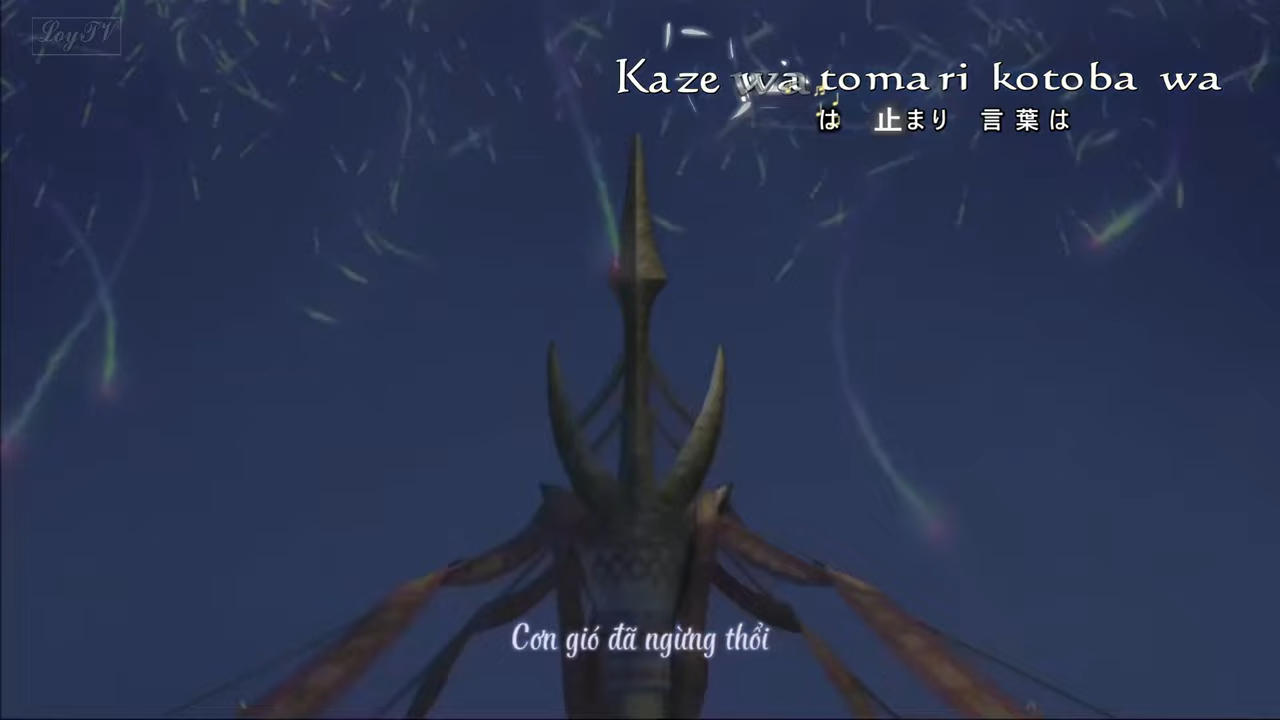 LoyTV
Kaze wa tomari kotoba wa
は 止まり 言葉は
Cơn gió đã ngừng thổi